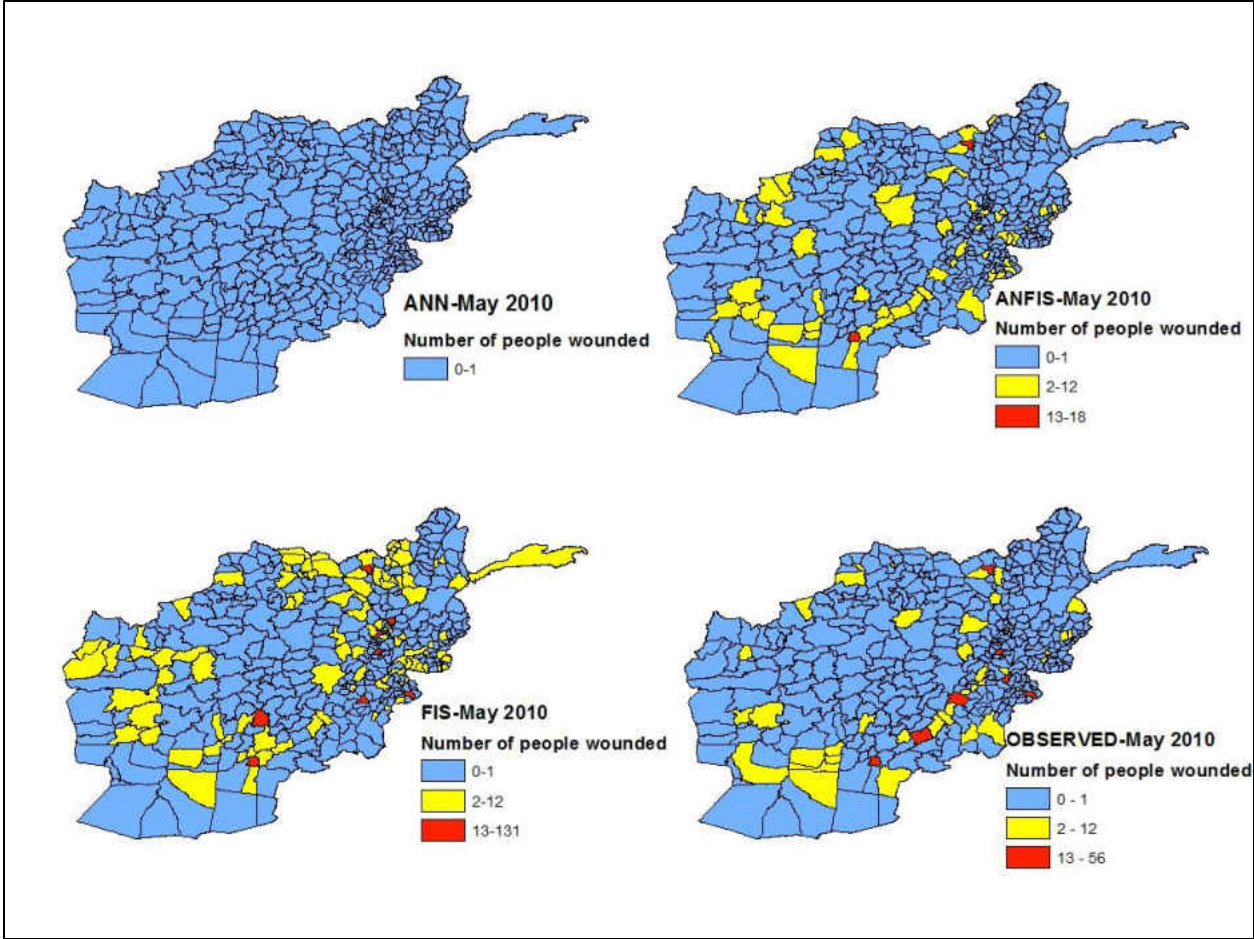 ANN-May 2010
Number of people wounded
0-1
ANFIS-May 2010
Number of people wounded
0-1
2-12
13-18
FIS-May 2010
Number of people wounded
0-1
2-12
13-131
OBSERVED-May 2010
Number of people wounded
0 - 1
2 - 12
13 - 56